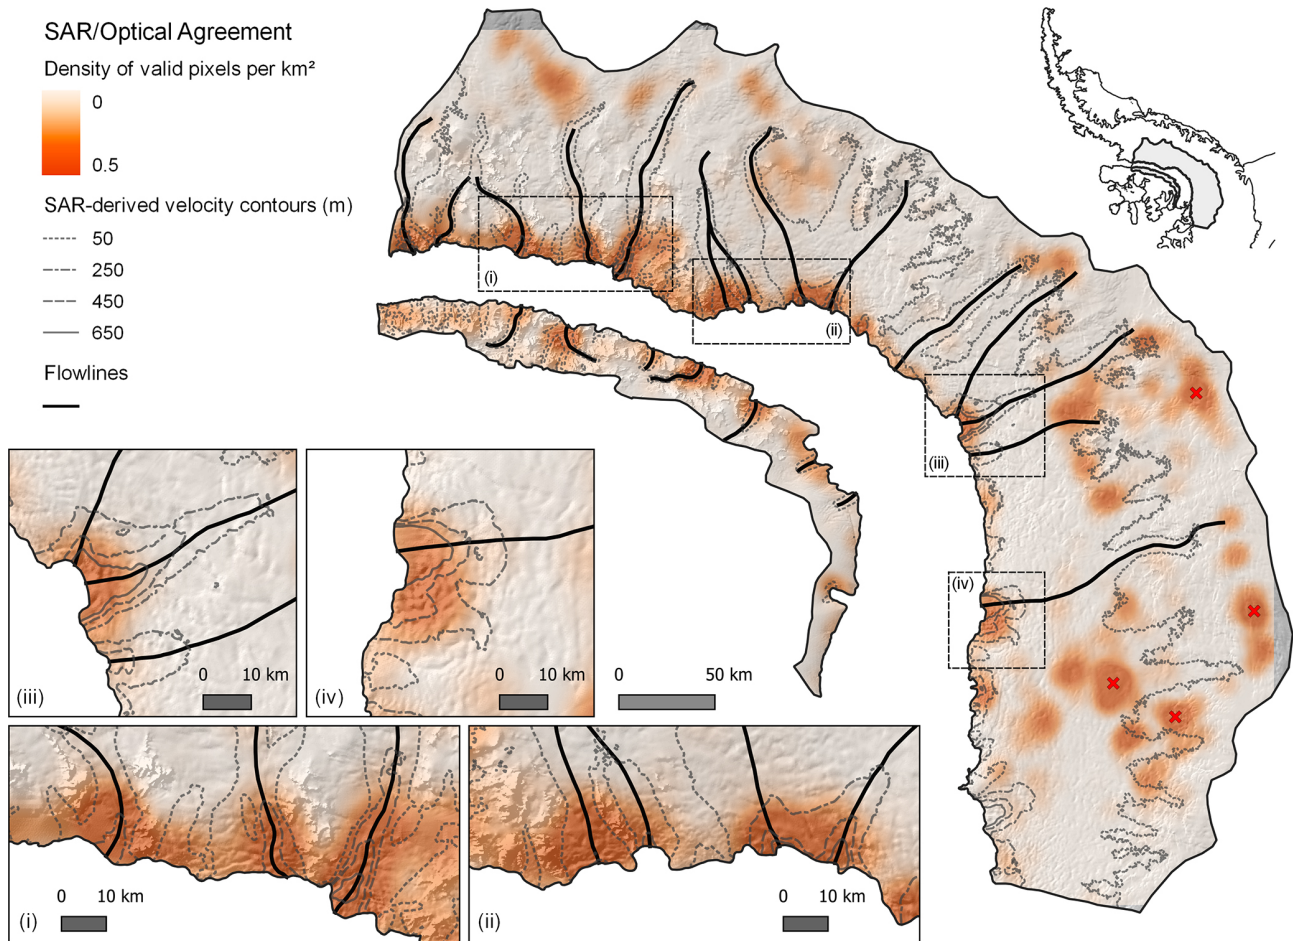 SAR/Optical Agreement
Density of valid pixels per km²
0
0.5
SAR-derived velocity contours (m)
50
250
450
650
Flowlines
(i)
(ii)
(iii)
(iv)
0 10 km
(iii)
0 10 km
(iv)
0 50 km
0 10 km
(i)
0 10 km
(ii)